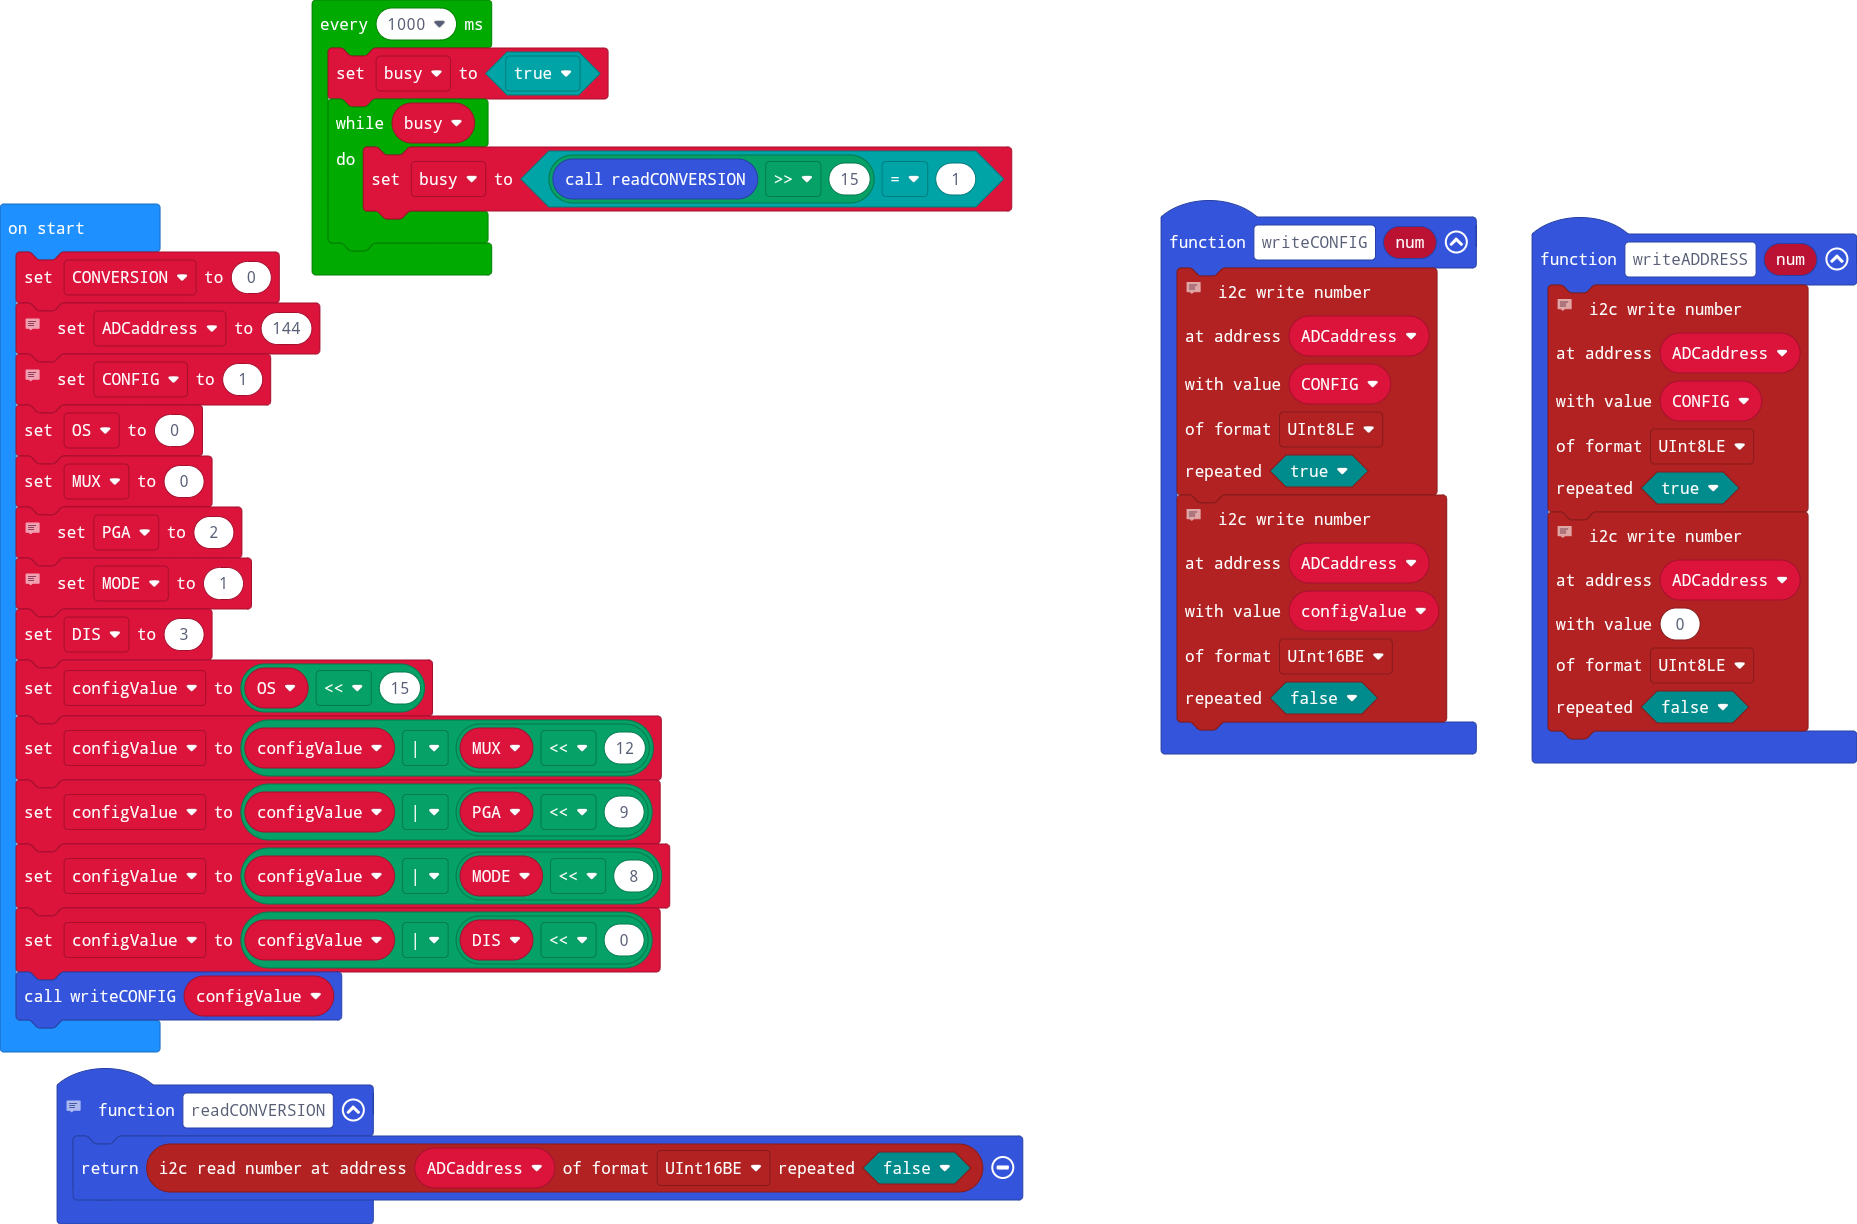 every 1000 ms
set busy to true
while busy
do set busy to call readCONVERSION >> 15 = 1
on start
set CONVERSION to 0
set ADCaddress to 144
set CONFIG to 1
set OS to 0
set MUX to 0
set PGA to 2
set MODE to 1
set DIS to 3
set configValue to OS << 15
set configValue to configValue | MUX << 12
set configValue to configValue | PGA << 9
set configValue to configValue | MODE << 8
set configValue to configValue | DIS << 0
call writeCONFIG configValue
function readCONVERSION
return i2c read number at address ADCaddress of format UInt16BE repeated false
function writeCONFIG num
i2c write number
at address ADCaddress
with value CONFIG
of format UInt8LE
repeated true
i2c write number
at address ADCaddress
with value configValue
of format UInt16BE
repeated false
function writeADDRESS num
i2c write number
at address ADCaddress
with value CONFIG
of format UInt8LE
repeated true
i2c write number
at address ADCaddress
with value 0
of format UInt8LE
repeated false